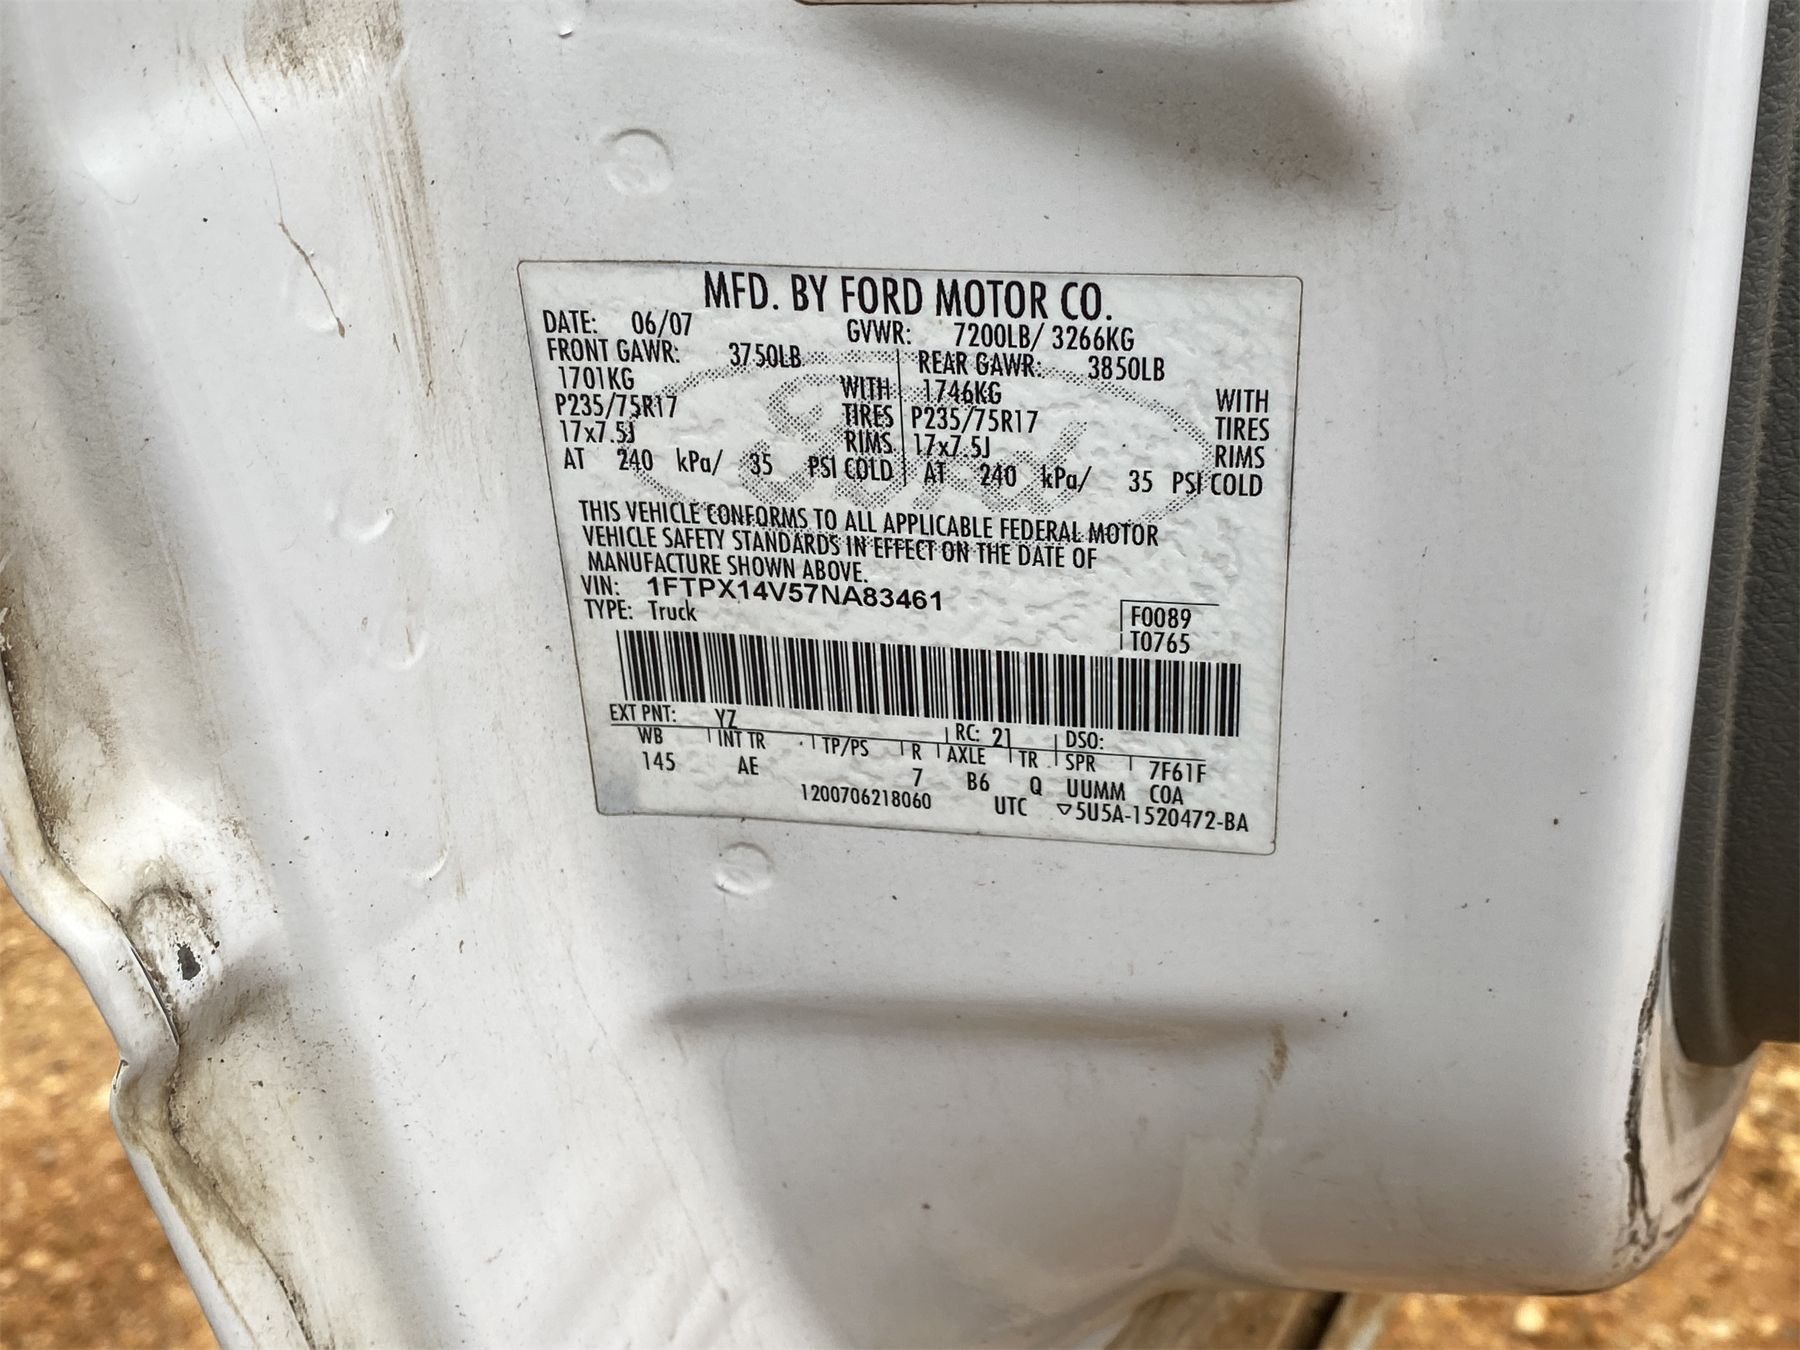 MFD. BY FORD MOTOR CO.
DATE: 06/07 GVWR: 7200LB/ 3266KG
FRONT GAWR: 3750LB REAR GAWR: 3850LB
1701KG WITH 1746KG WITH
P235/75R17 TIRES P235/75R17 TIRES
17x7.5J RIMS 17x7.5J RIMS
AT 240 kPa/ 35 PSI COLD AT 240 kPa/ 35 PSI COLD
THIS VEHICLE CONFORMS TO ALL APPLICABLE FEDERAL MOTOR
VEHICLE SAFETY STANDARDS IN EFFECT ON THE DATE OF
MANUFACTURE SHOWN ABOVE.
VIN: 1FTPX14V57NA83461
TYPE: Truck F0089
T0765
EXT PNT: YZ RC: 21 DSO:
WB INT TR TP/PS R AXLE TR SPR 7F61F
145 AE 7 B6 Q UUMM COA
1200706218060 UTC ▽5U5A-1520472-BA
Ford